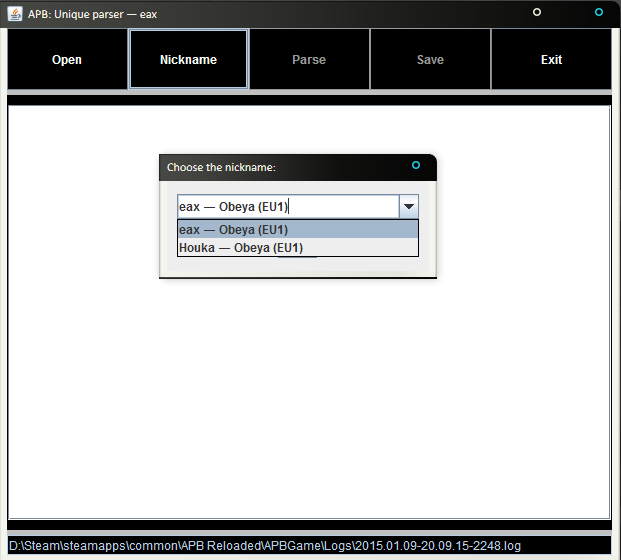 APB: Unique parser — eax
Open Nickname Parse Save Exit
Choose the nickname:
eax — Obeya (EU1)
eax — Obeya (EU1)
Houka — Obeya (EU1)
D:\Steam\steamapps\common\APB Reloaded\APBGame\Logs\2015.01.09-20.09.15-2248.log